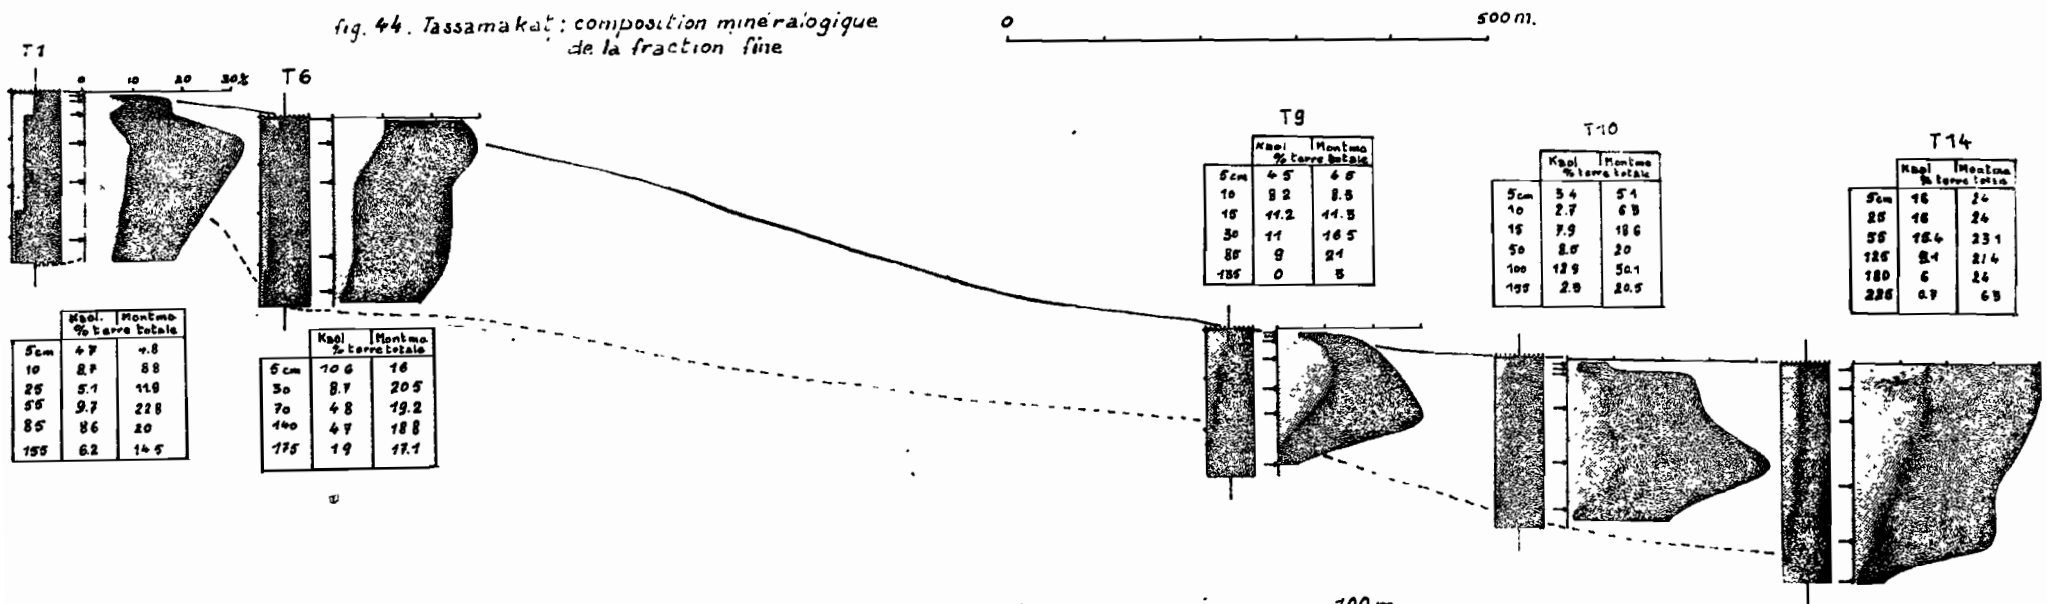 fig. 44. Tassamakat : composition minéralogique
de la fraction fine
0 500 m.
T1
0 10 20 30%
T6
T9
Kaol Montmo
% terre totale
5cm 4 5 6 5
10 8 2 8.5
15 11.2 11.5
30 11 16 5
85 9 21
135 0 5
T10
Kaol Montmo
% terre totale
5cm 3 4 5 1
10 2.7 6 5
15 7.9 18 6
50 8.5 20
100 12 9 30.1
155 2.5 20.5
T14
Kaol Montmo
% terre totale
5cm 16 24
25 16 24
55 15.4 23 1
125 9.1 21 4
180 6 24
225 0.7 6 5
Kaol. Montmo
% terre totale
5cm 4 7 4.8
10 8.7 8 8
25 5.1 11 9
55 9.7 22 8
85 8 6 20
155 6.2 14 5
Kaol Montmo
% terre totale
5 cm 10 6 16
30 8.7 20 5
70 4 8 19.2
140 4 7 18 8
175 1 9 17.1
100 m